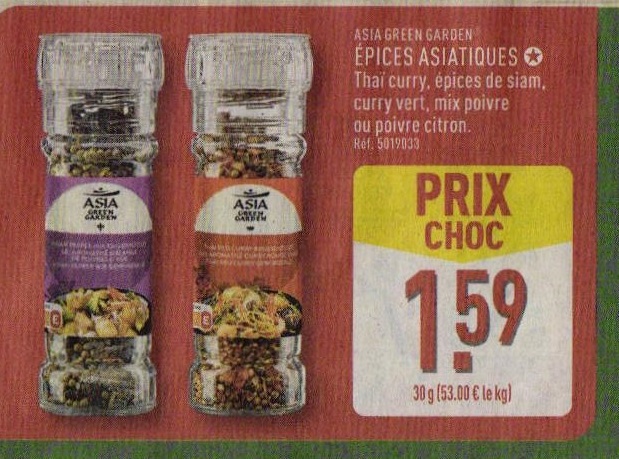 ASIA GREEN GARDEN
ÉPICES ASIATIQUES
Thaï curry, épices de siam,
curry vert, mix poivre
ou poivre citron.
Réf. 5019033
PRIX
CHOC
1.59
30 g (53.00 € le kg)
ASIA
GREEN
GARDEN
ASIA
GREEN
GARDEN